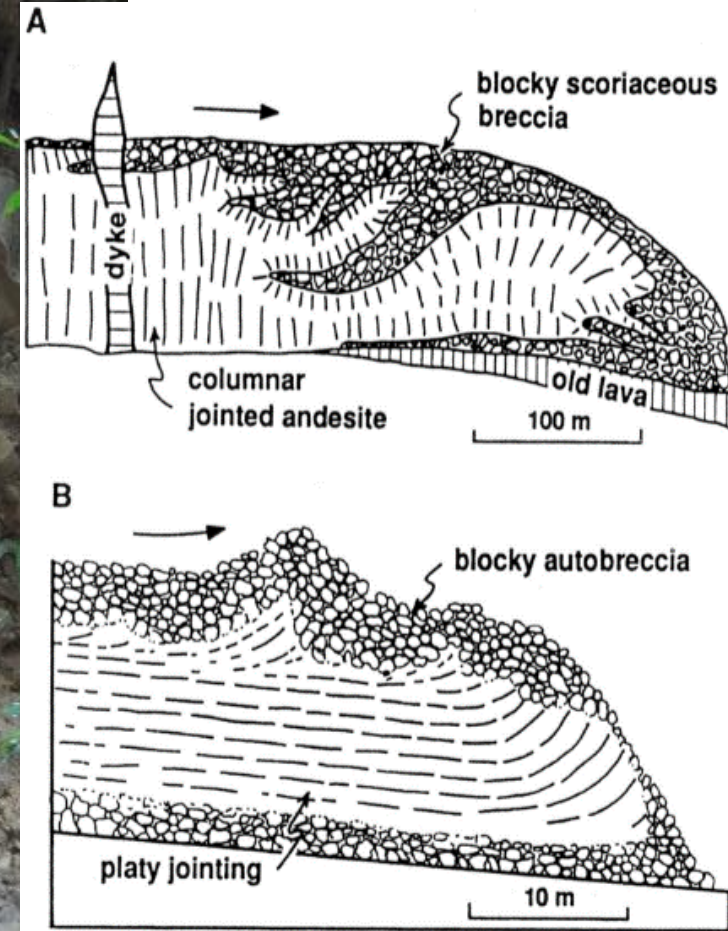 A
blocky scoriaceous
breccia
dyke
columnar
jointed andesite
old lava
100 m
B
blocky autobreccia
platy jointing
10 m